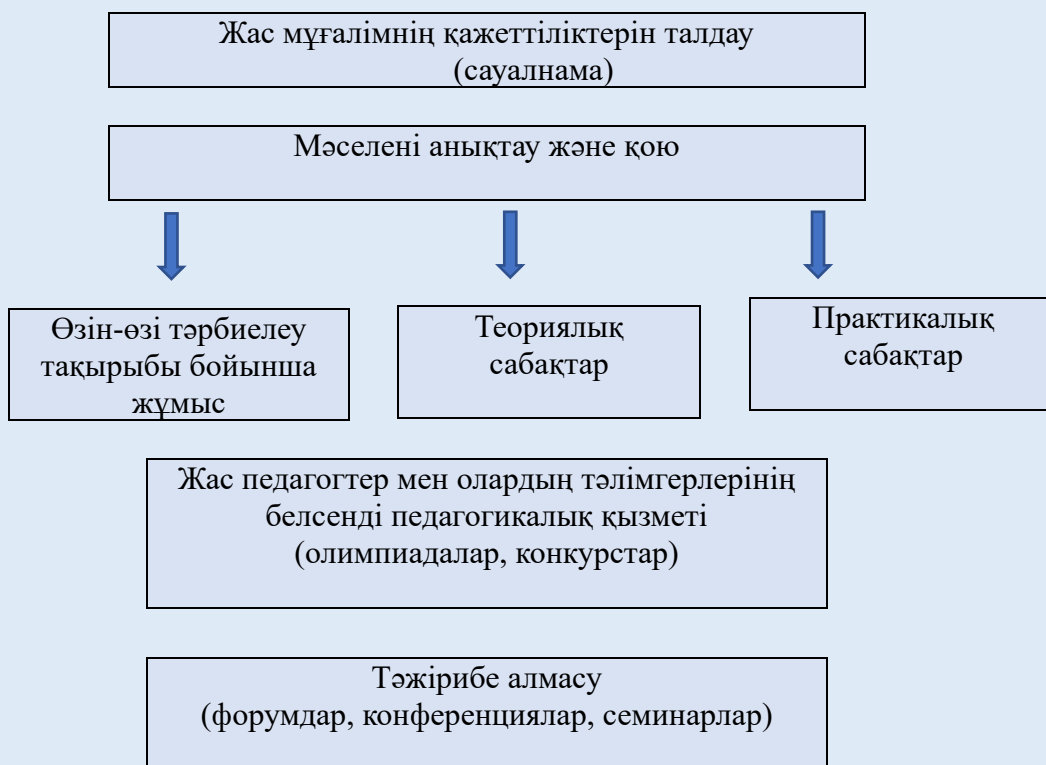 Жас мұғалімнің қажеттіліктерін талдау
(сауалнама)
Мәселені анықтау және қою
Өзін-өзі тәрбиелеу
тақырыбы бойынша
жұмыс
Теориялық
сабақтар
Практикалық
сабақтар
Жас педагогтер мен олардың тәлімгерлерінің
белсенді педагогикалық қызметі
(олимпиадалар, конкурстар)
Тәжірибе алмасу
(форумдар, конференциялар, семинарлар)